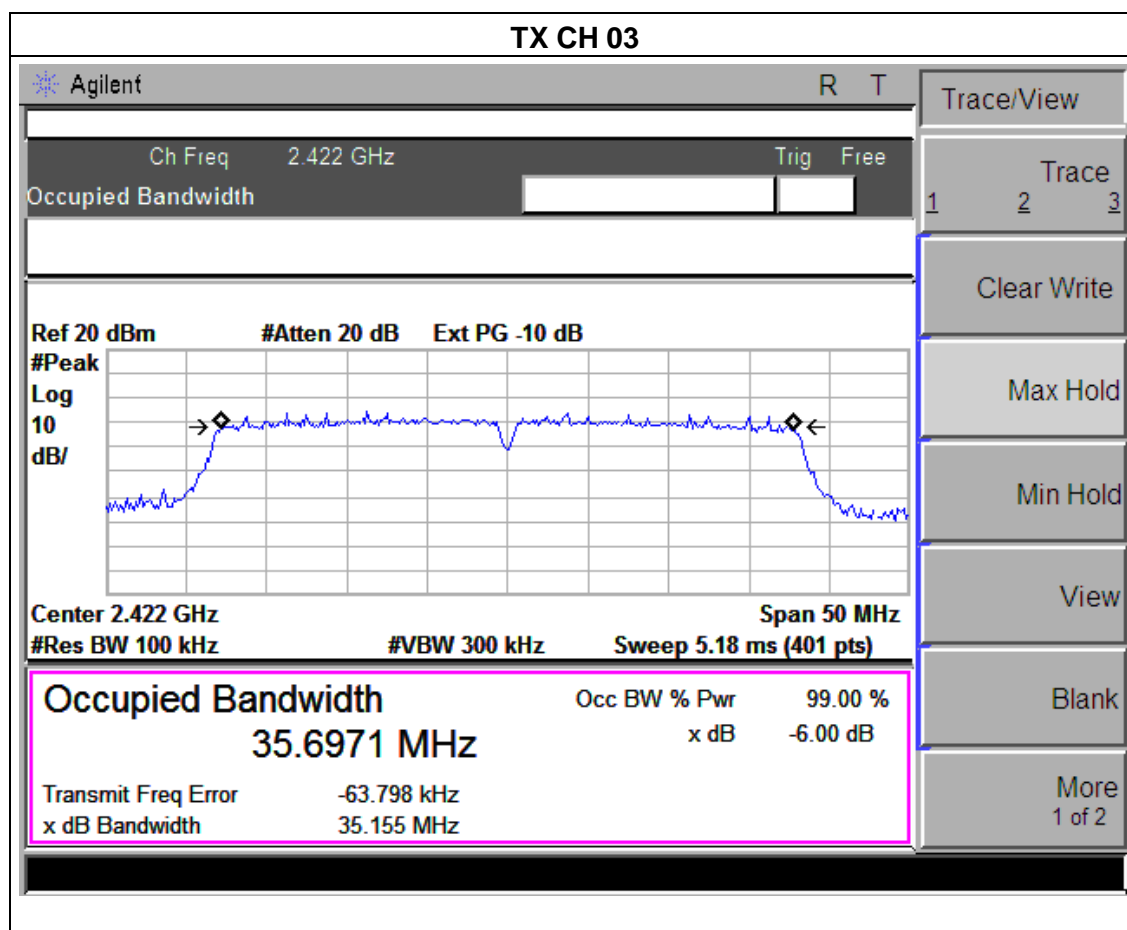 TX CH 03
Agilent R T
Trace/View
Ch Freq 2.422 GHz Trig Free
Occupied Bandwidth
Trace
1 2 3
Clear Write
Ref 20 dBm #Atten 20 dB Ext PG -10 dB
#Peak
Log
10
dB/
Max Hold
Min Hold
View
Center 2.422 GHz Span 50 MHz
#Res BW 100 kHz #VBW 300 kHz Sweep 5.18 ms (401 pts)
Occupied Bandwidth Occ BW % Pwr 99.00 %
35.6971 MHz x dB -6.00 dB
Blank
Transmit Freq Error -63.798 kHz
x dB Bandwidth 35.155 MHz
More
1 of 2